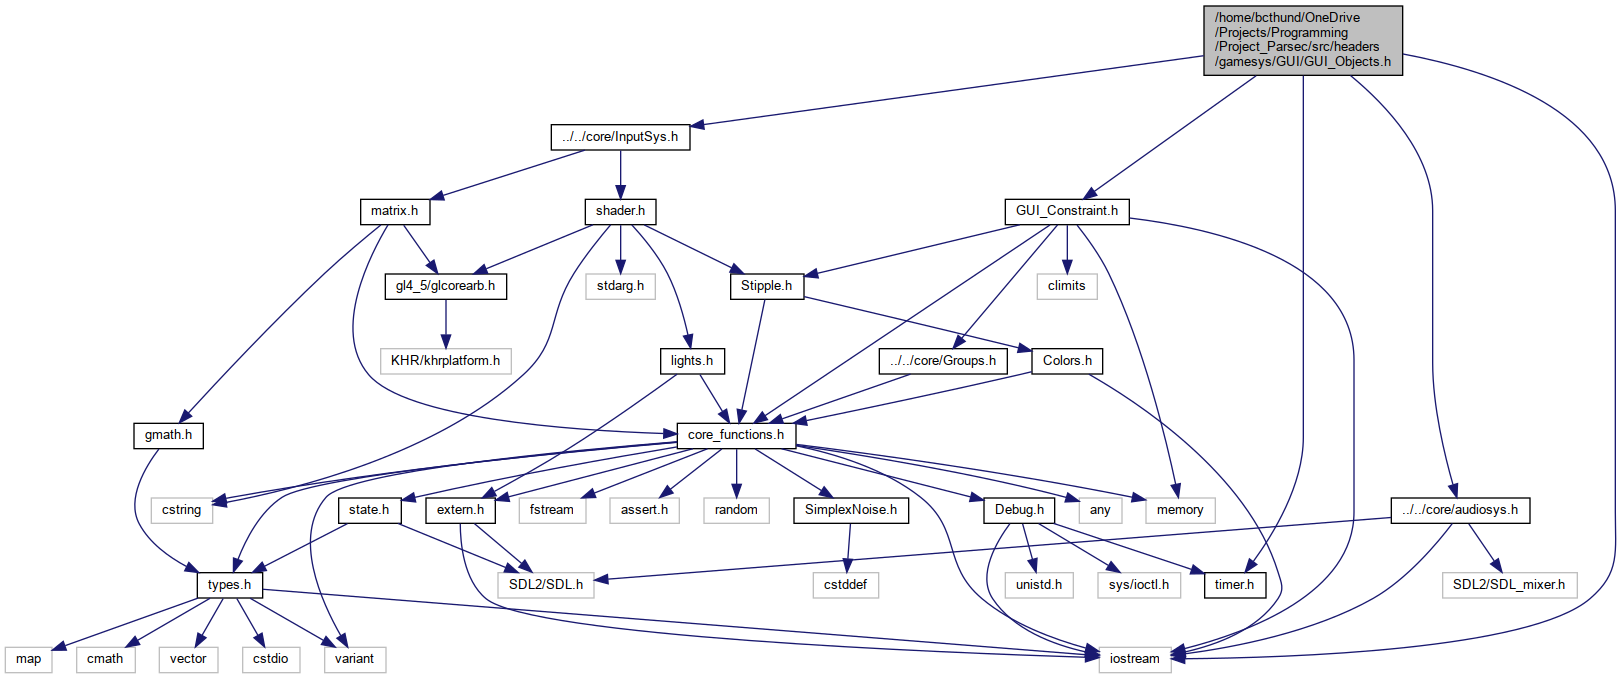 /home/bcthund/OneDrive
/Projects/Programming
/Project_Parsec/src/headers
/gamesys/GUI/GUI_Objects.h
../../core/InputSys.h
matrix.h
shader.h
GUI_Constraint.h
gl4_5/glcorearb.h
stdarg.h
Stipple.h
climits
KHR/khrplatform.h
lights.h
../../core/Groups.h
Colors.h
gmath.h
core_functions.h
cstring
state.h
extern.h
fstream
assert.h
random
SimplexNoise.h
Debug.h
any
memory
../../core/audiosys.h
types.h
SDL2/SDL.h
cstddef
unistd.h
sys/ioctl.h
timer.h
SDL2/SDL_mixer.h
map
cmath
vector
cstdio
variant
iostream